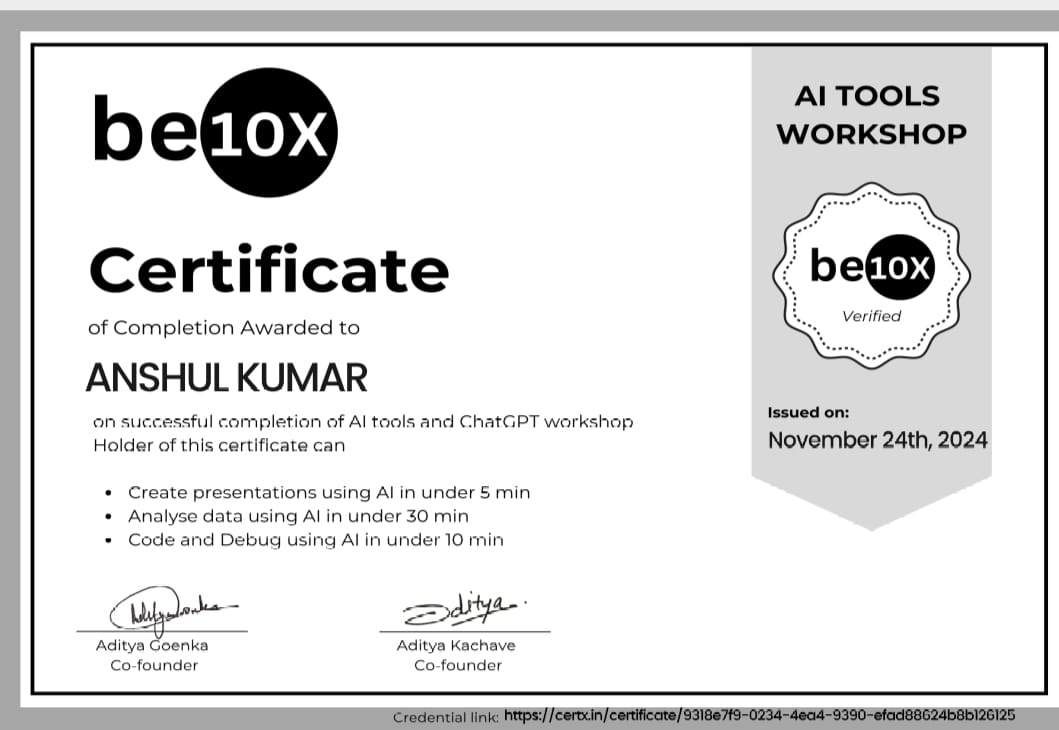 be10x
Certificate
of Completion Awarded to
ANSHUL KUMAR
on successful completion of AI tools and ChatGPT workshop
Holder of this certificate can
• Create presentations using AI in under 5 min
• Analyse data using AI in under 30 min
• Code and Debug using AI in under 10 min
Aditya Goenka
Co-founder
Aditya.
Aditya Kachave
Co-founder
AI TOOLS
WORKSHOP
be10x
Verified
Issued on:
November 24th, 2024
Credential link: https://certx.in/certificate/9318e7f9-0234-4ea4-9390-efad88624b8b126125